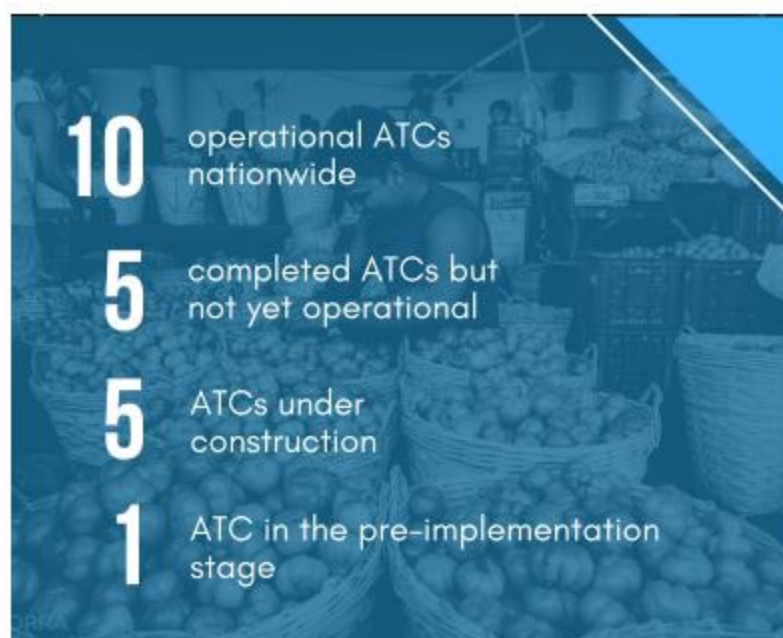 10 operational ATCs
nationwide
5 completed ATCs but
not yet operational
5 ATCs under
construction
1 ATC in the pre-implementation
stage